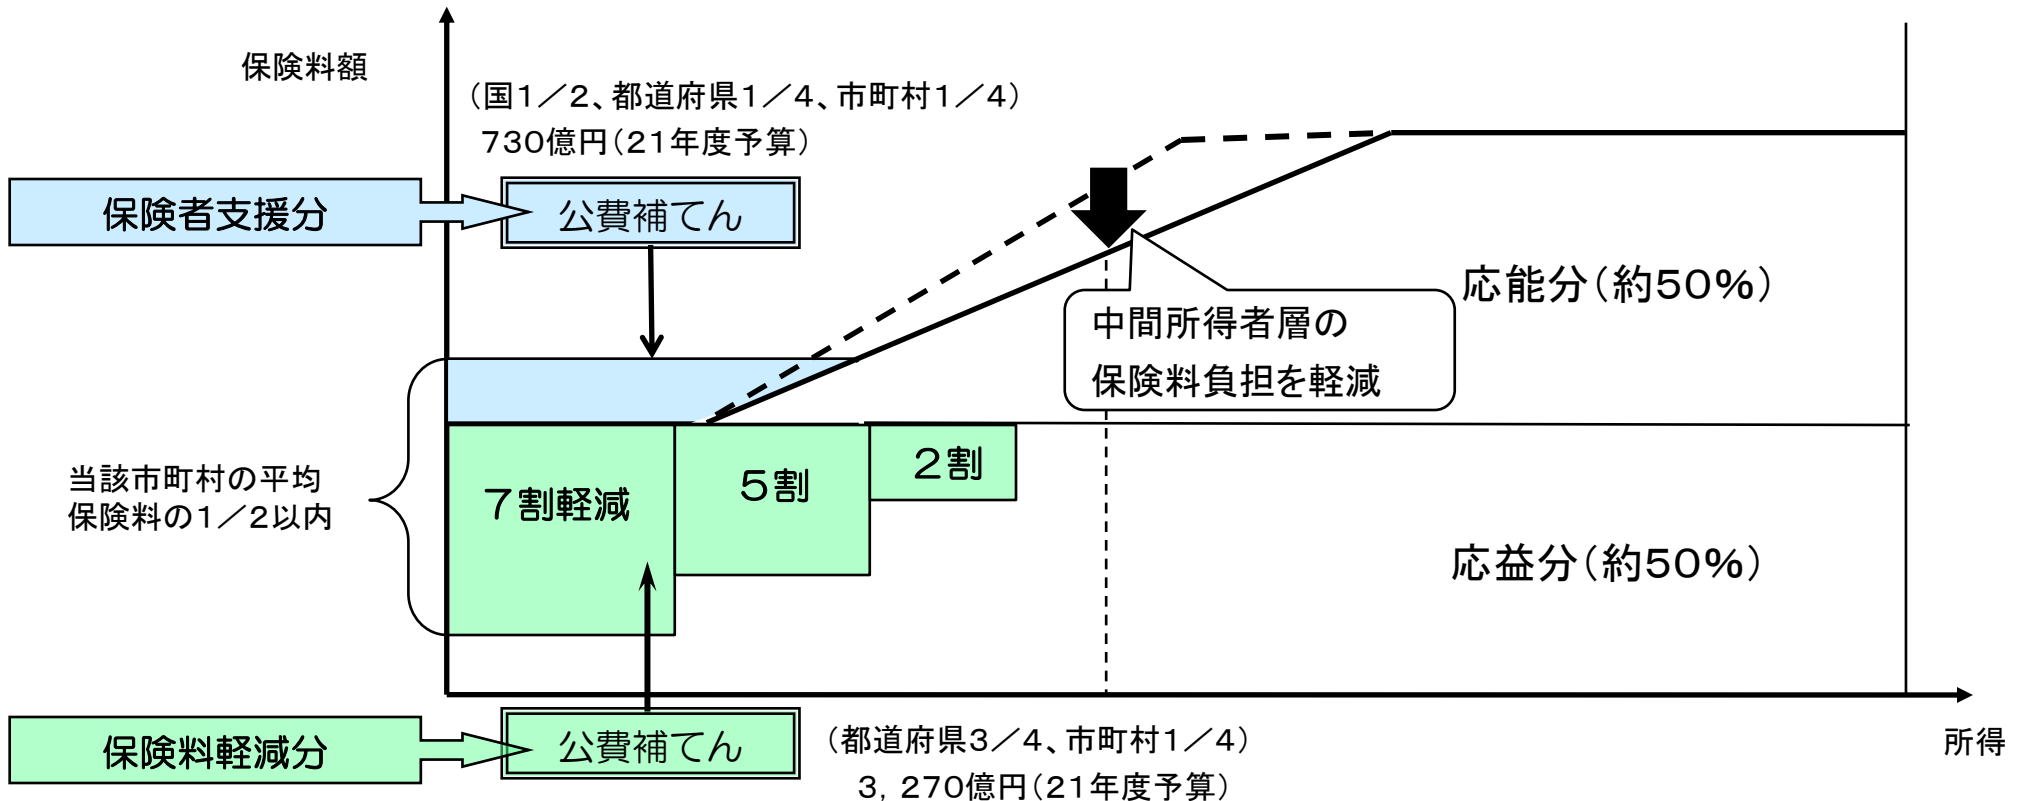 保険料額
（国１／２、都道府県１／４、市町村１／４）
７３０億円（２１年度予算）
保険者支援分
公費補てん
応能分（約５０％）
中間所得者層の
保険料負担を軽減
当該市町村の平均
保険料の１／２以内
７割軽減
５割
２割
応益分（約５０％）
保険料軽減分
公費補てん
（都道府県３／４、市町村１／４）
３，２７０億円（２１年度予算）
所得